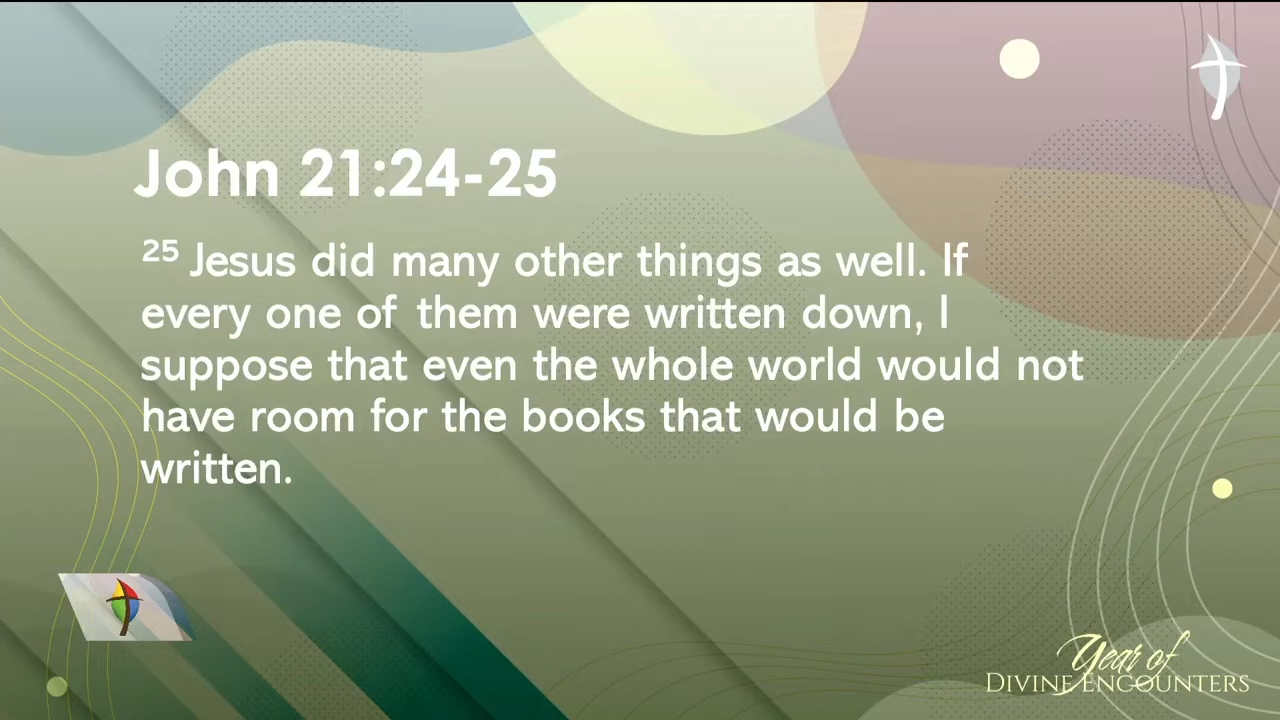 John 21:24-25
25 Jesus did many other things as well. If
every one of them were written down, I
suppose that even the whole world would not
have room for the books that would be
written.
Year of
DIVINE ENCOUNTERS